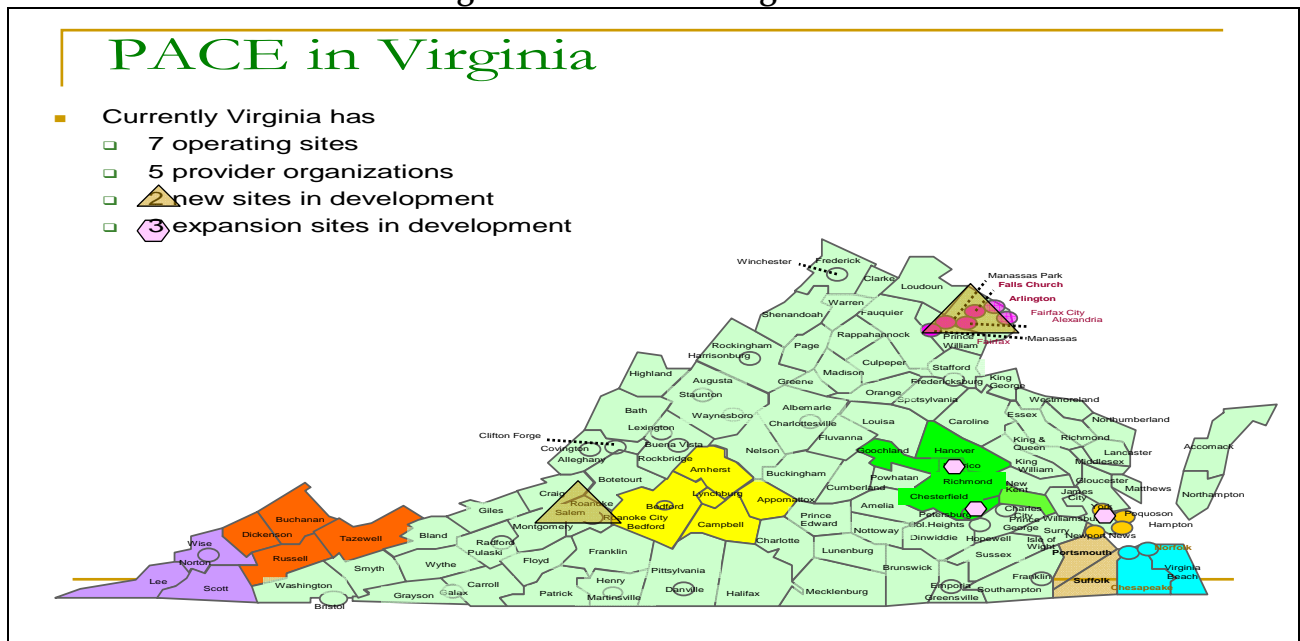 PACE in Virginia
Currently Virginia has
7 operating sites
5 provider organizations
2 new sites in development
3 expansion sites in development
Winchester
Frederick
Clarke
Loudoun
Manassas Park
Falls Church
Arlington
Fairfax City
Alexandria
Manassas
Fairfax
Prince
William
Warren
Fauquier
Shenandoah
Rappahannock
Page
Rockingham
Harrisonburg
Culpeper
Madison
Greene
Stafford
Fredericksburg
King
George
Highland
Augusta
Staunton
Orange
Spotsylvania
Westmoreland
Bath
Waynesboro
Albemarle
Charlottesville
Louisa
Caroline
Essex
Northumberland
Richmond
Lexington
Clifton Forge
Covington
Alleghany
Buena Vista
Rockbridge
Nelson
Fluvanna
Goochland
Hanover
King &
Queen
Lancaster
Middlesex
Accomack
King
William
Botetourt
Amherst
Buckingham
Powhatan
Cumberland
Richmond
New
Kent
Gloucester
Matthews
Northampton
James
City
Craig
Roanoke
Salem
Roanoke City
Bedford
Bedford
Lynchburg
Appomattox
Campbell
Chesterfield
Amelia
Petersburg
Charles
City
Prince
George
Williamsburg
York
Poquoson
Hampton
Newport News
Giles
Montgomery
Prince
Edward
Nottoway
Col.Heights
Dinwiddie
Hopewell
Surry
Isle of
Wight
Buchanan
Dickenson
Tazewell
Russell
Bland
Radford
Pulaski
Floyd
Franklin
Charlotte
Lunenburg
Sussex
Portsmouth
Norfolk
Wise
Norton
Lee
Scott
Washington
Bristol
Smyth
Wythe
Grayson
Galax
Carroll
Patrick
Henry
Martinsville
Pittsylvania
Danville
Halifax
Mecklenburg
Brunswick
Emporia
Greensville
Southampton
Franklin
Suffolk
Chesapeake
Virginia
Beach